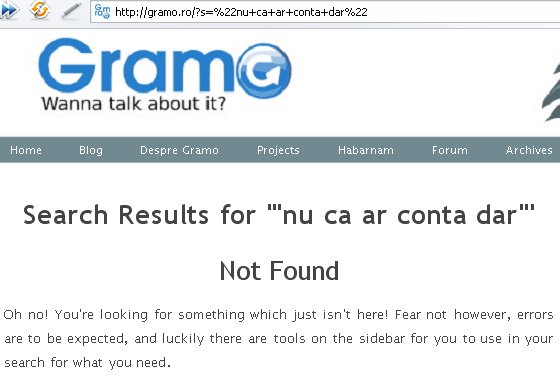 http://gramo.ro/?s=%22nu+ca+ar+conta+dar%22
Gramo
Wanna talk about it?
Home Blog Despre Gramo Projects Habarnam Forum Archives
Search Results for "'nu ca ar conta dar"'
Not Found
Oh no! You're looking for something which just isn't here! Fear not however, errors
are to be expected, and luckily there are tools on the sidebar for you to use in your
search for what you need.